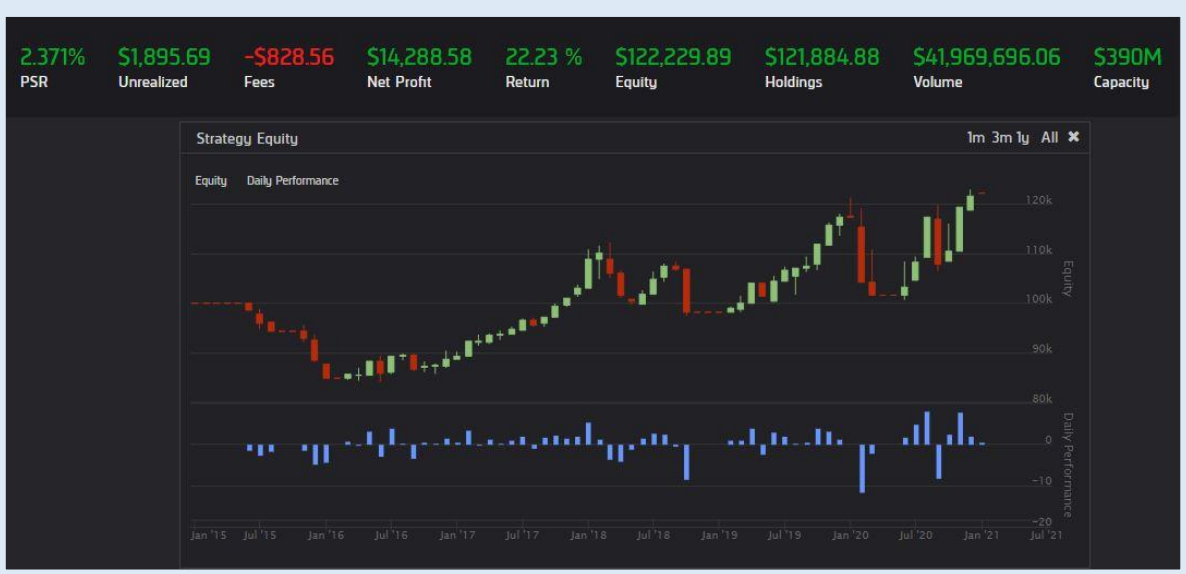 2.371% $1,895.69 -$828.56 $14,288.58 22.23 % $122,229.89 $121,884.88 $41,969,696.06 $390M
PSR Unrealized Fees Net Profit Return Equity Holdings Volume Capacity
Strategy Equity 1m 3m 1y All ✖
Equity Daily Performance
120k
110k
Equity
100k
90k
80k
Daily Performance
0
-10
-20
Jan '15 Jul '15 Jan '16 Jul '16 Jan '17 Jul '17 Jan '18 Jul '18 Jan '19 Jul '19 Jan '20 Jul '20 Jan '21 Jul '21